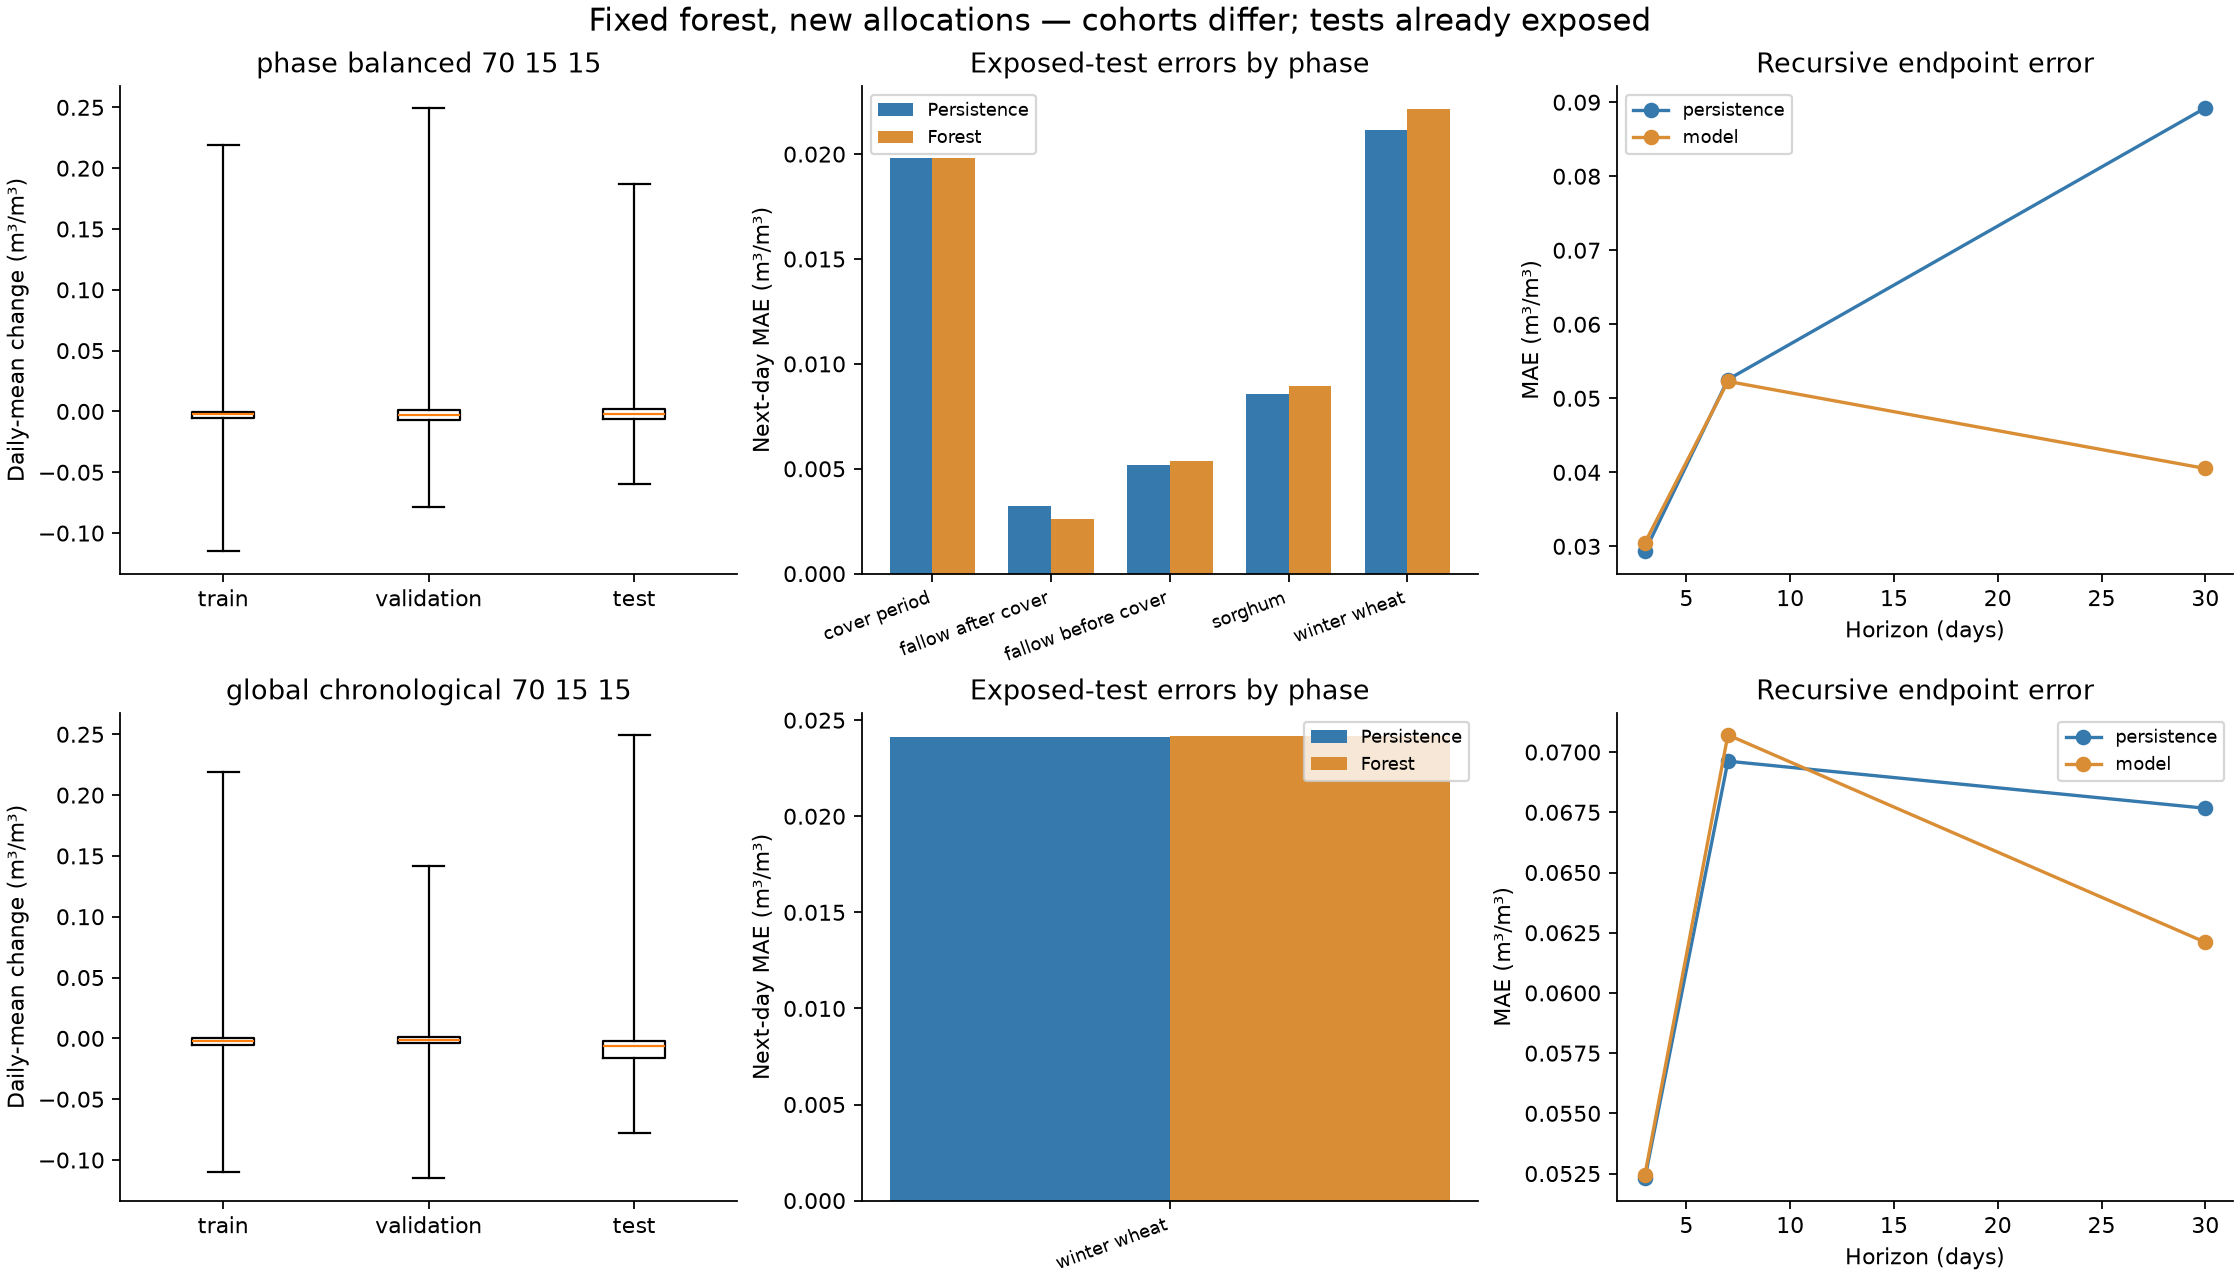 Fixed forest, new allocations — cohorts differ; tests already exposed
phase balanced 70 15 15
Daily-mean change (m³/m³)
0.25
0.20
0.15
0.10
0.05
0.00
−0.05
−0.10
train
validation
test
Exposed-test errors by phase
Persistence
Forest
Next-day MAE (m³/m³)
0.020
0.015
0.010
0.005
0.000
cover period
fallow after cover
fallow before cover
sorghum
winter wheat
Recursive endpoint error
persistence
model
MAE (m³/m³)
0.09
0.08
0.07
0.06
0.05
0.04
0.03
5
10
15
20
25
30
Horizon (days)
global chronological 70 15 15
Daily-mean change (m³/m³)
0.25
0.20
0.15
0.10
0.05
0.00
−0.05
−0.10
train
validation
test
Exposed-test errors by phase
Persistence
Forest
Next-day MAE (m³/m³)
0.025
0.020
0.015
0.010
0.005
0.000
winter wheat
Recursive endpoint error
persistence
model
MAE (m³/m³)
0.0700
0.0675
0.0650
0.0625
0.0600
0.0575
0.0550
0.0525
5
10
15
20
25
30
Horizon (days)